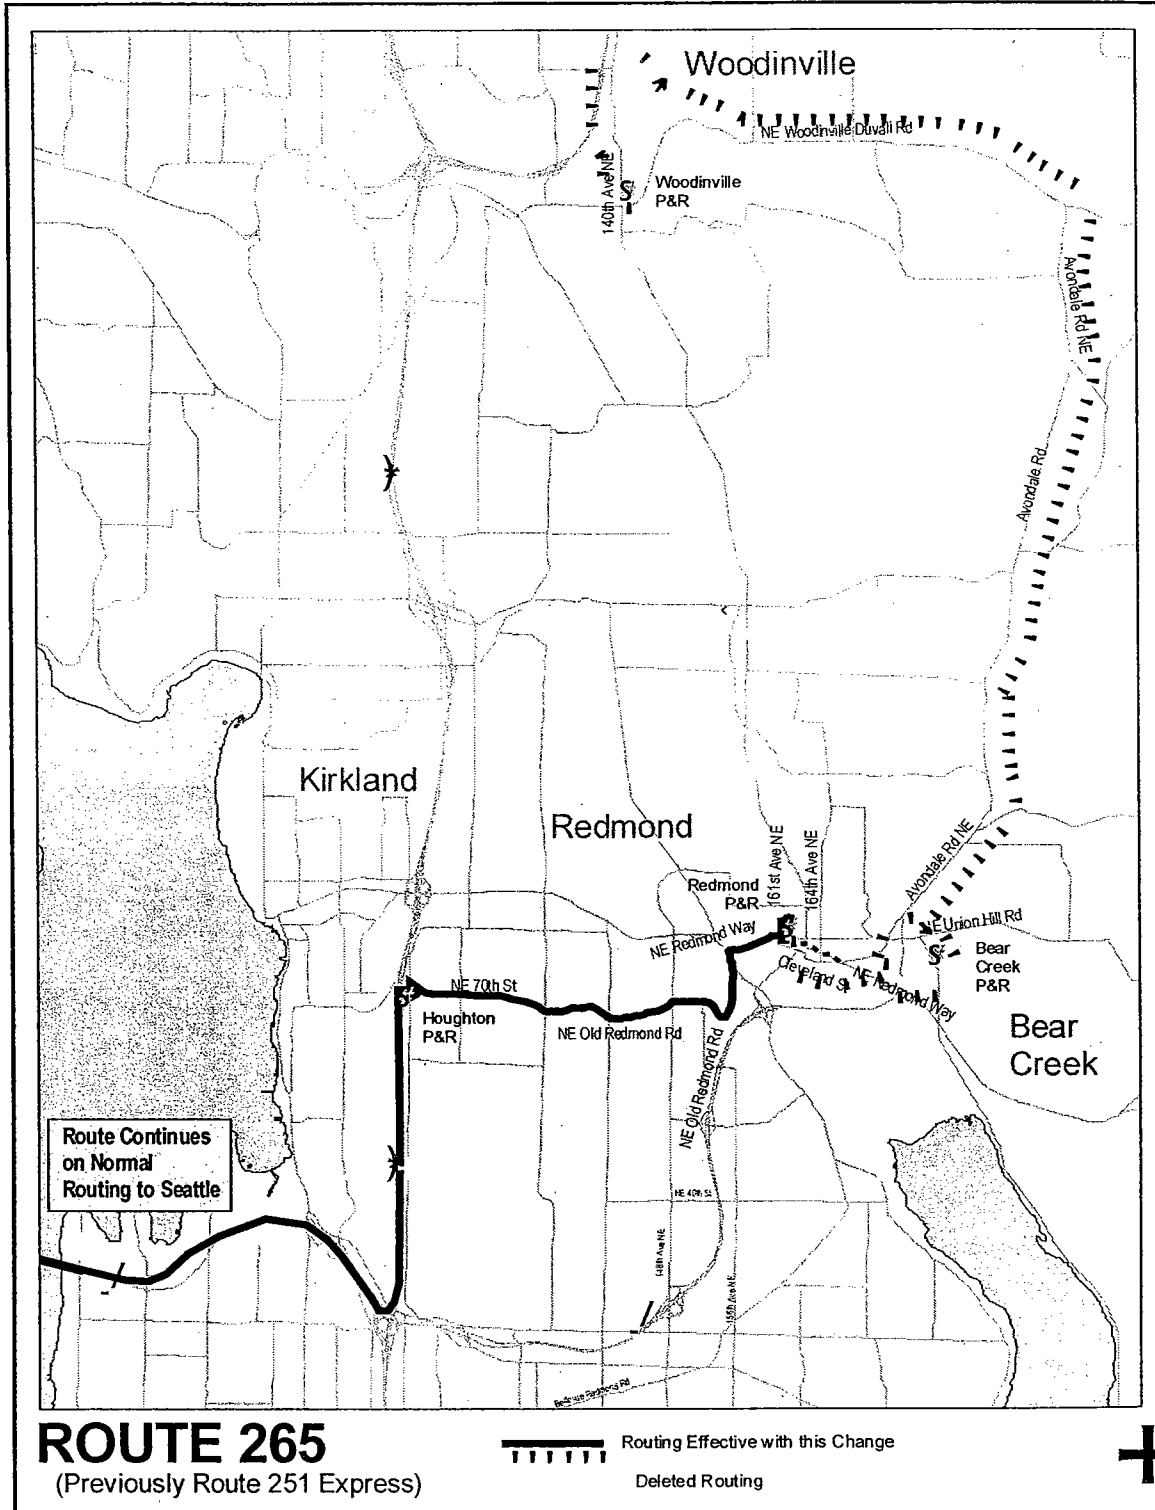 Woodinville
NE Woodinville Duvall Rd
140th Ave NE
Woodinville
P&R
Avondale Rd NE
Avondale Rd
Kirkland
Redmond
161st Ave NE
164th Ave NE
Avondale Rd NE
Redmond
P&R
NE Redmond Way
NE Union Hill Rd
Bear
Creek
P&R
Cleveland St
NE Redmond Way
NE 70th St
Houghton
P&R
NE Old Redmond Rd
Bear
Creek
NE Old Redmond Rd
Route Continues
on Normal
Routing to Seattle
NE 40th St
148th Ave NE
156th Ave NE
Bellevue Redmond Rd
ROUTE 265
(Previously Route 251 Express)
Routing Effective with this Change
Deleted Routing